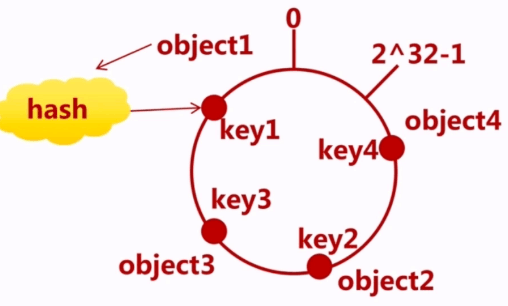 0
object1
2^32-1
hash
key1
object4
key4
key3
key2
object3
object2